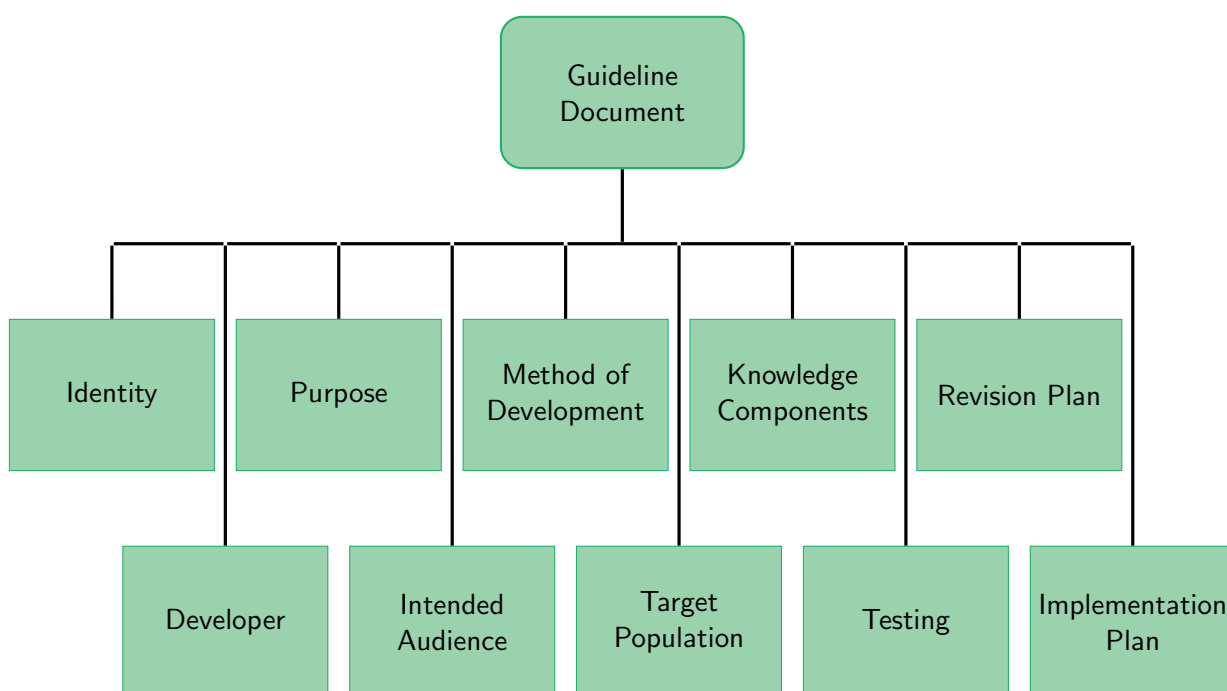 Guideline
Document
Identity
Purpose
Method of
Development
Knowledge
Components
Revision Plan
Developer
Intended
Audience
Target
Population
Testing
Implementation
Plan